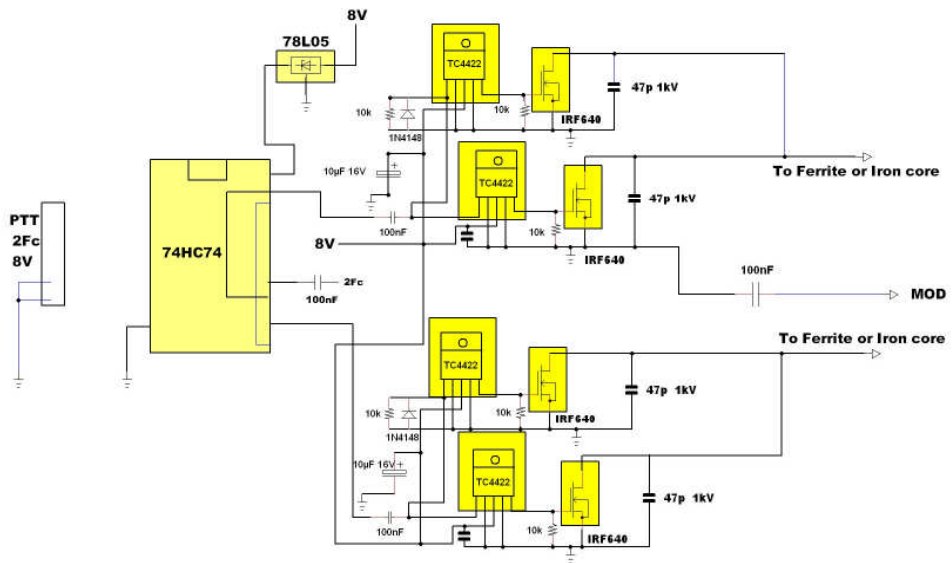 8V
78L05
TC4422
10k
10k
47p 1kV
1N4148
IRF640
10µF 16V
TC4422
To Ferrite or Iron core
47p 1kV
PTT
2Fc
8V
74HC74
100nF
8V
10k
IRF640
100nF
2Fc
100nF
MOD
To Ferrite or Iron core
TC4422
47p 1kV
10k
10k
1N4148
IRF640
10µF 16V
TC4422
47p 1kV
100nF
10k
IRF640